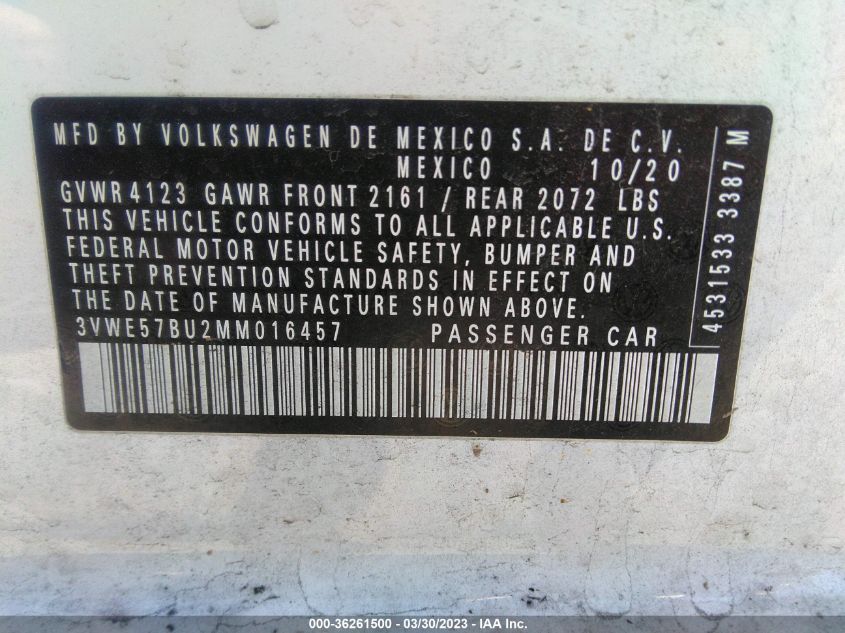 MFD BY VOLKSWAGEN DE MEXICO S.A. DE C.V.
MEXICO 10/20
GVWR 4123 GAWR FRONT 2161 / REAR 2072 LBS
THIS VEHICLE CONFORMS TO ALL APPLICABLE U.S.
FEDERAL MOTOR VEHICLE SAFETY, BUMPER AND
THEFT PREVENTION STANDARDS IN EFFECT ON
THE DATE OF MANUFACTURE SHOWN ABOVE.
3VWE57BU2MM016457 PASSENGER CAR
4531533 3387 M
000-36261500 — 03/30/2023 — IAA Inc.